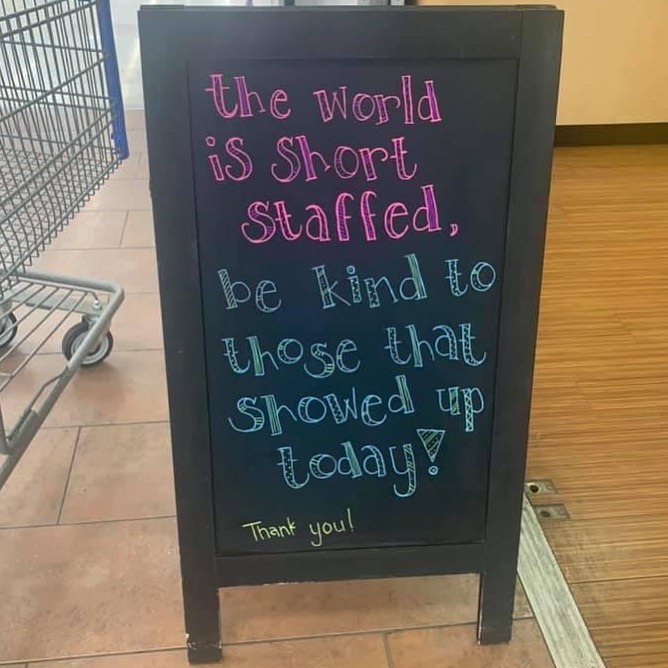 the world
is short
staffed,
be kind to
those that
showed up
today!
Thank you!